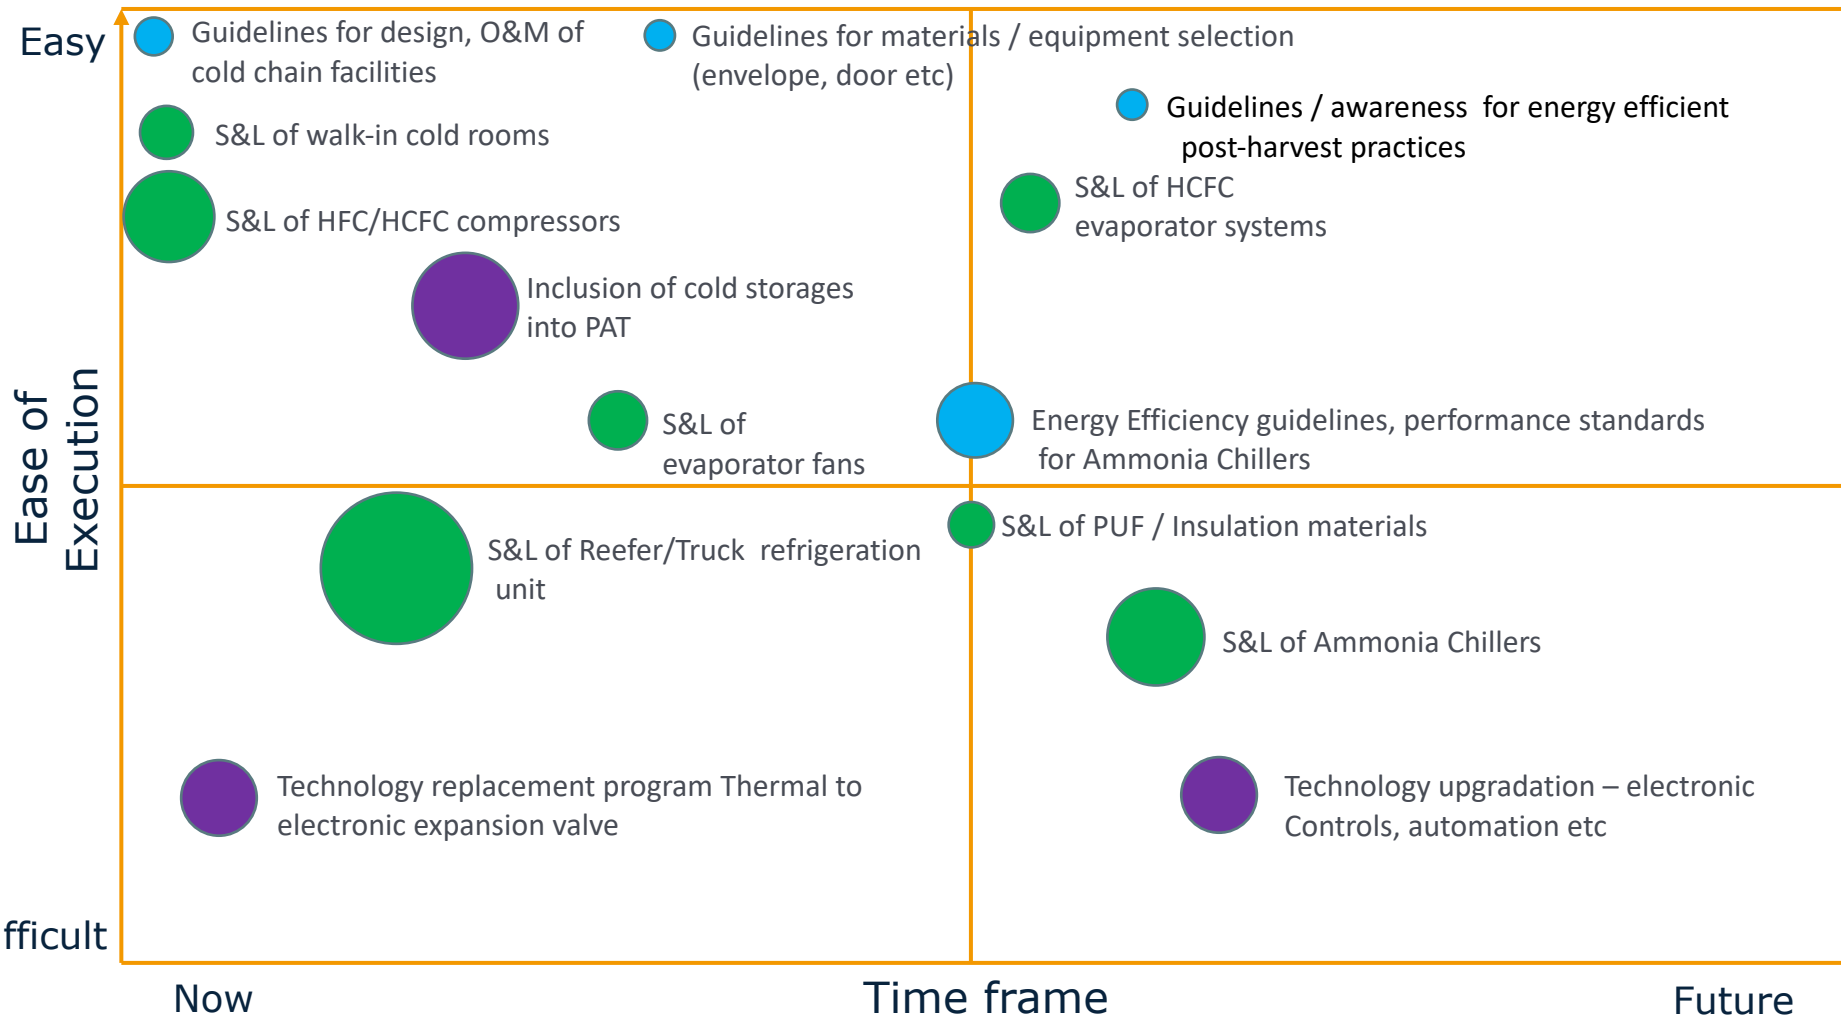 Easy
Guidelines for design, O&M of
cold chain facilities
Guidelines for materials / equipment selection
(envelope, door etc)
Guidelines / awareness for energy efficient
post-harvest practices
S&L of walk-in cold rooms
S&L of HCFC
evaporator systems
S&L of HFC/HCFC compressors
Inclusion of cold storages
into PAT
S&L of
evaporator fans
Energy Efficiency guidelines, performance standards
for Ammonia Chillers
Ease of
Execution
S&L of Reefer/Truck refrigeration
unit
S&L of PUF / Insulation materials
S&L of Ammonia Chillers
Technology replacement program Thermal to
electronic expansion valve
Technology upgradation – electronic
Controls, automation etc
fficult
Now
Time frame
Future